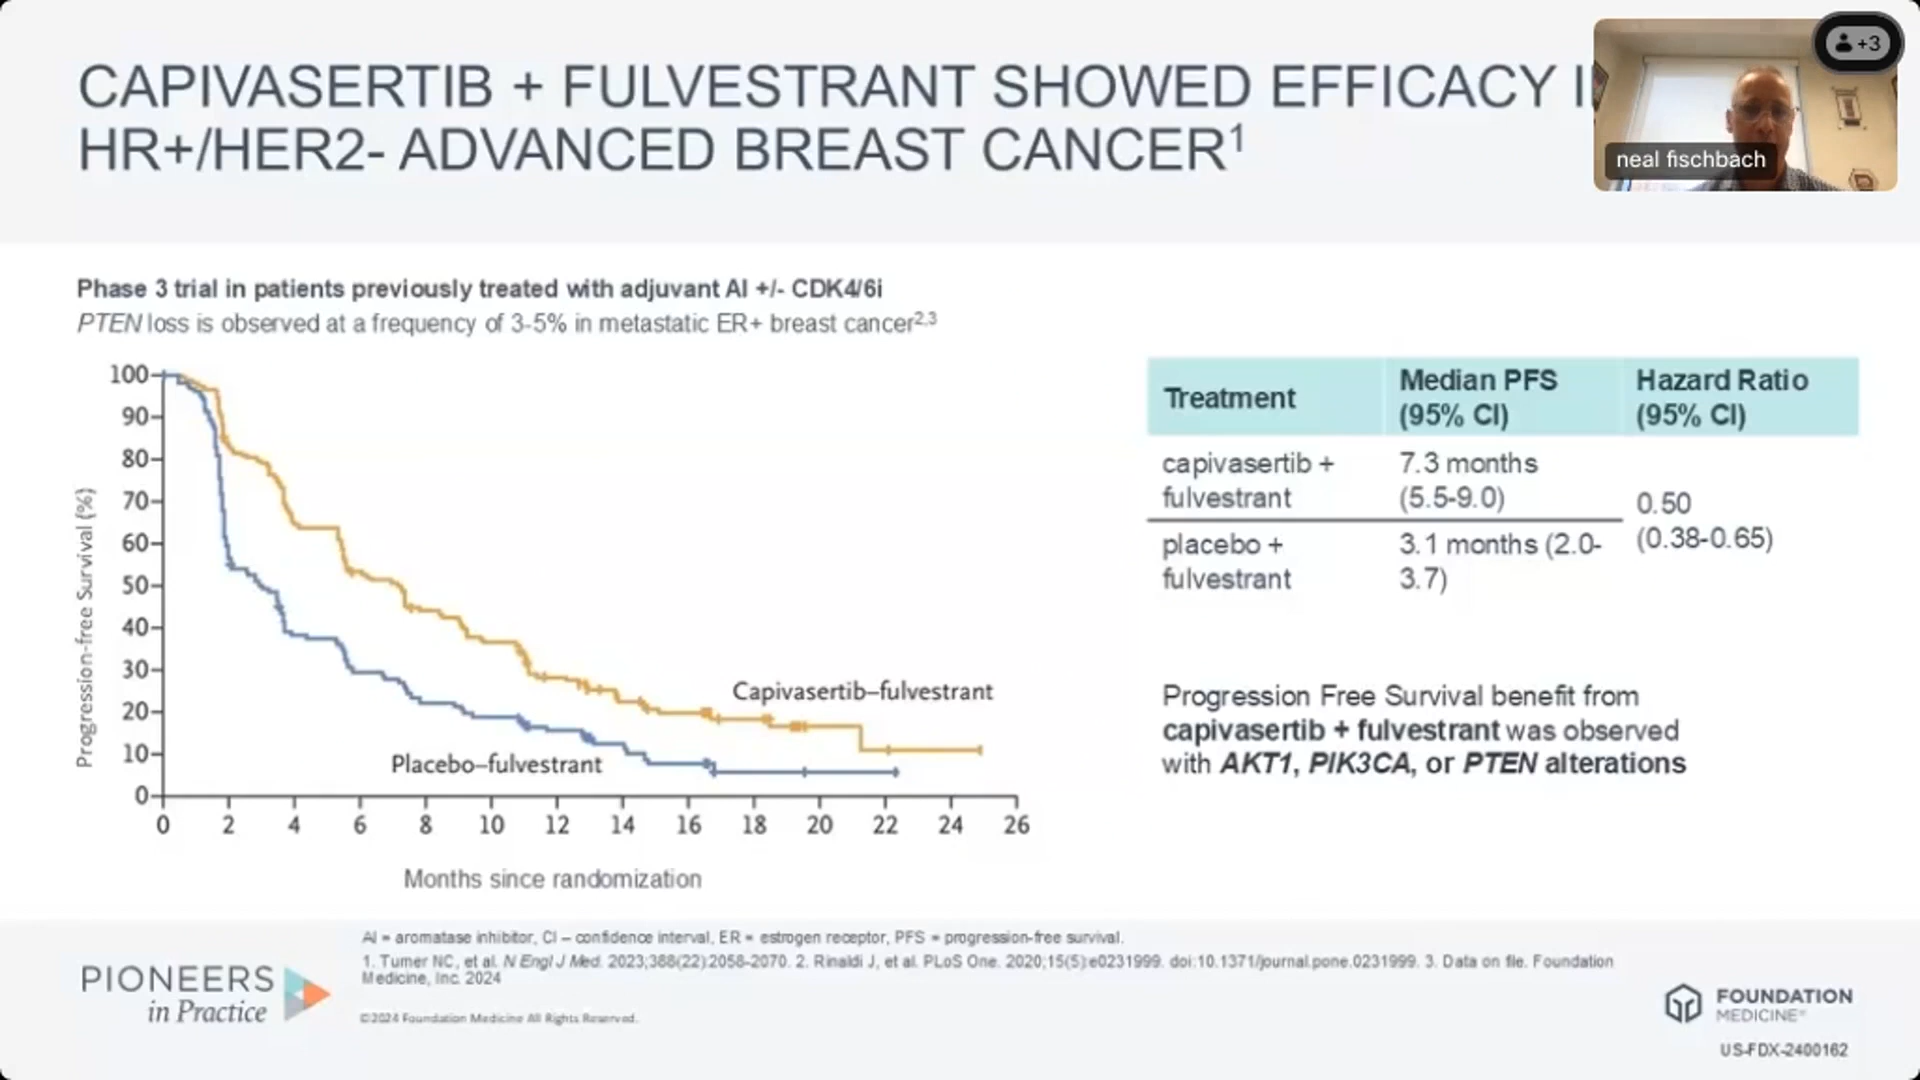 CAPIVASERTIB + FULVESTRANT SHOWED EFFICACY I
HR+/HER2- ADVANCED BREAST CANCER1
+3
neal fischbach
Phase 3 trial in patients previously treated with adjuvant AI +/- CDK4/6i
PTEN loss is observed at a frequency of 3-5% in metastatic ER+ breast cancer2,3
Progression-free Survival (%)
100
90
80
70
60
50
40
30
20
10
0
Capivasertib–fulvestrant
Placebo–fulvestrant
0 2 4 6 8 10 12 14 16 18 20 22 24 26
Months since randomization
Treatment
Median PFS
(95% CI)
Hazard Ratio
(95% CI)
capivasertib +
fulvestrant
7.3 months
(5.5-9.0)
0.50
(0.38-0.65)
placebo +
fulvestrant
3.1 months (2.0-
3.7)
Progression Free Survival benefit from
capivasertib + fulvestrant was observed
with AKT1, PIK3CA, or PTEN alterations
PIONEERS
in Practice
AI = aromatase inhibitor, CI – confidence interval, ER = estrogen receptor, PFS = progression-free survival.
1. Turner NC, et al. N Engl J Med. 2023;388(22):2058-2070. 2. Rinaldi J, et al. PLoS One. 2020;15(5):e0231999. doi:10.1371/journal.pone.0231999. 3. Data on file. Foundation
Medicine, Inc. 2024
©2024 Foundation Medicine All Rights Reserved.
FOUNDATION
MEDICINE®
US-FDX-2400162